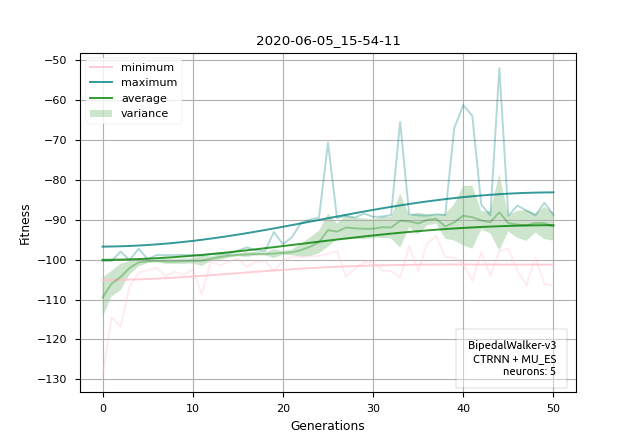 2020-06-05_15-54-11
−50
−60
−70
−80
−90
−100
−110
−120
−130
Fitness
minimum
maximum
average
variance
BipedalWalker-v3
CTRNN + MU_ES
neurons: 5
0
10
20
30
40
50
Generations